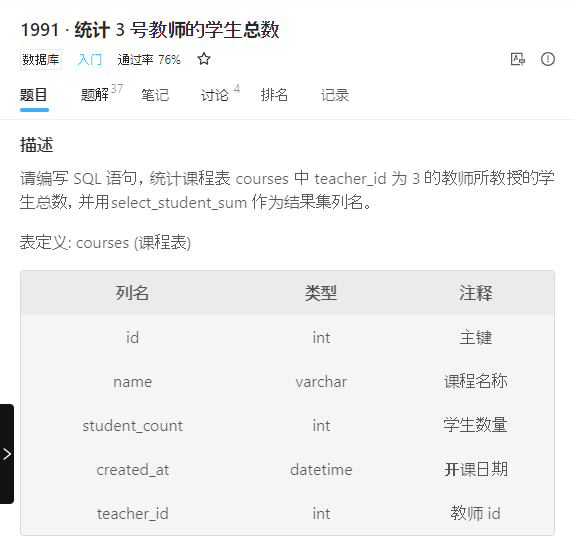 1991 · 统计 3 号教师的学生总数
数据库 入门 通过率 76%
题目 题解 37 笔记 讨论 4 排名 记录
描述
请编写 SQL 语句，统计课程表 courses 中 teacher_id 为 3 的教师所教授的学
生总数，并用select_student_sum 作为结果集列名。
表定义: courses (课程表)
列名 类型 注释
id int 主键
name varchar 课程名称
student_count int 学生数量
created_at datetime 开课日期
teacher_id int 教师 id